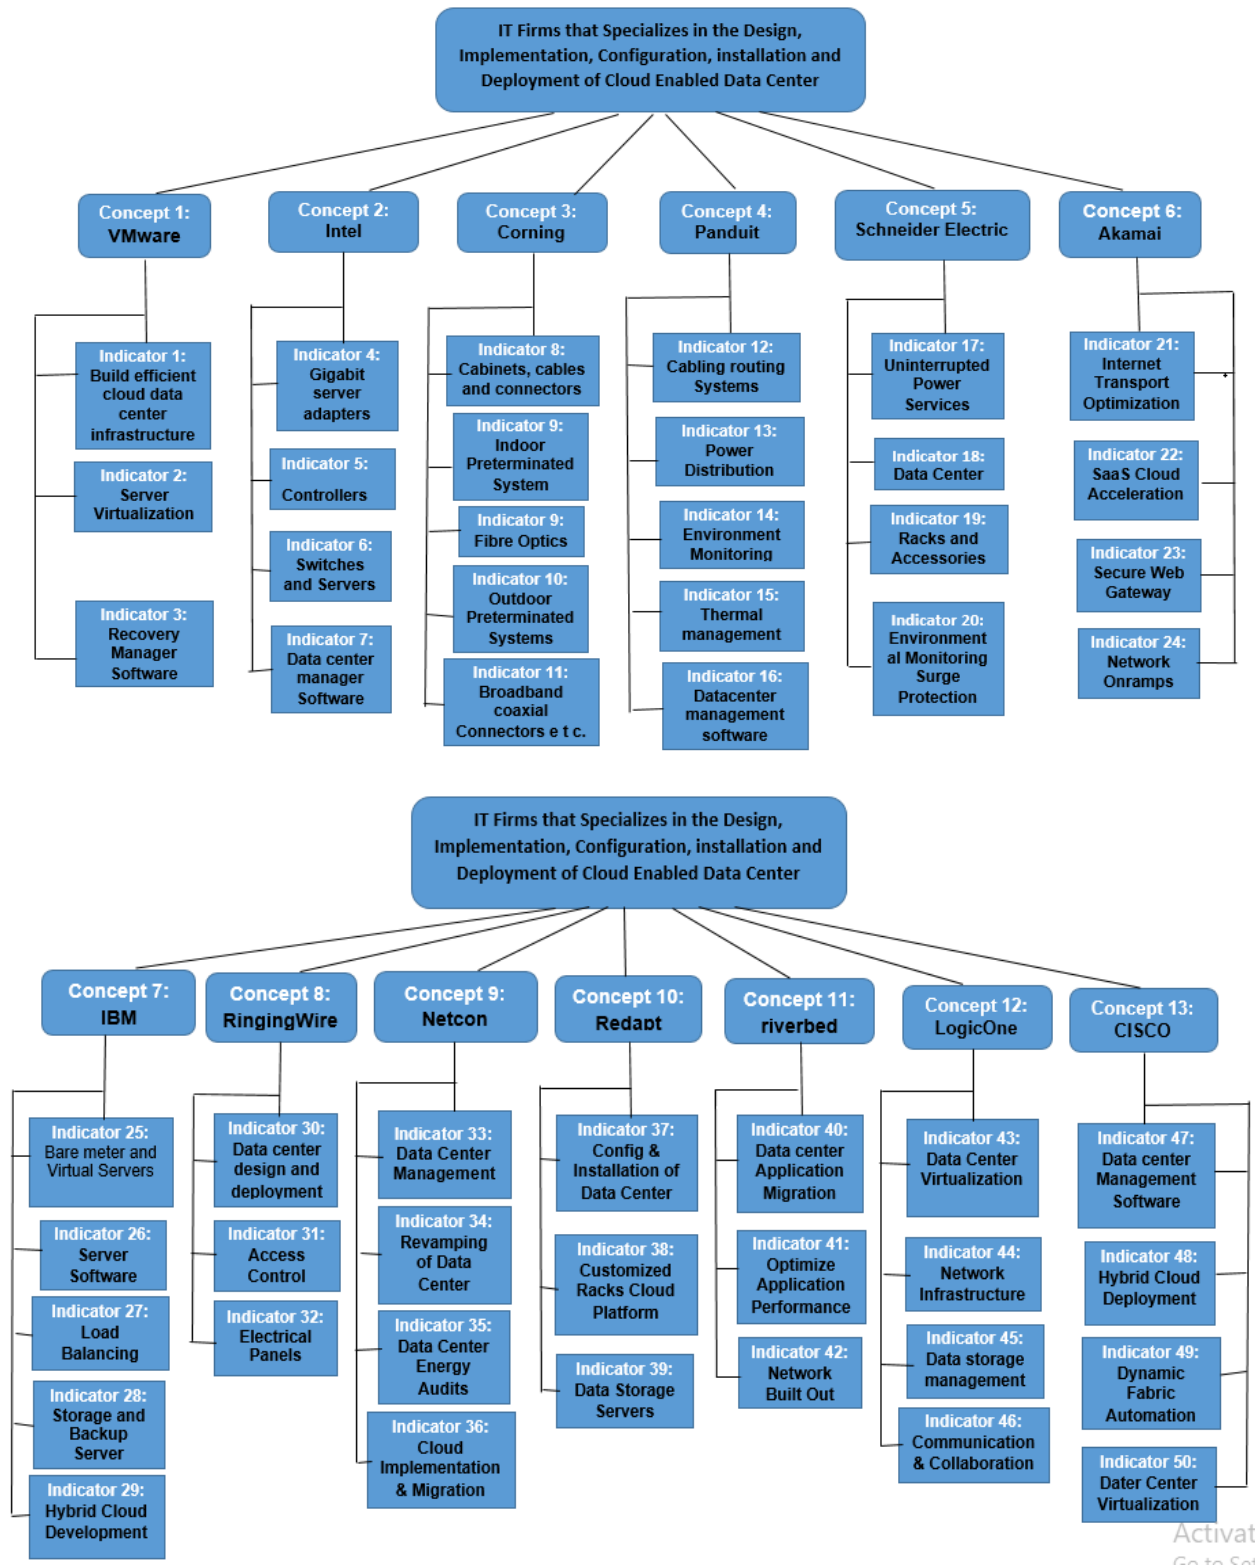 IT Firms that Specializes in the Design,
Implementation, Configuration, installation and
Deployment of Cloud Enabled Data Center
Concept 1:
VMware
Indicator 1:
Build efficient
cloud data
center
infrastructure
Indicator 2:
Server
Virtualization
Indicator 3:
Recovery
Manager
Software
Concept 2:
Intel
Indicator 4:
Gigabit
server
adapters
Indicator 5:
Controllers
Indicator 6:
Switches
and Servers
Indicator 7:
Data center
manager
Software
Concept 3:
Corning
Indicator 8:
Cabinets, cables
and connectors
Indicator 9:
Indoor
Preterminated
System
Indicator 9:
Fibre Optics
Indicator 10:
Outdoor
Preterminated
Systems
Indicator 11:
Broadband
coaxial
Connectors e t c.
Concept 4:
Panduit
Indicator 12:
Cabling routing
Systems
Indicator 13:
Power
Distribution
Indicator 14:
Environment
Monitoring
Indicator 15:
Thermal
management
Indicator 16:
Datacenter
management
software
Concept 5:
Schneider Electric
Indicator 17:
Uninterrupted
Power
Services
Indicator 18:
Data Center
Indicator 19:
Racks and
Accessories
Indicator 20:
Environment
al Monitoring
Surge
Protection
Concept 6:
Akamai
Indicator 21:
Internet
Transport
Optimization
Indicator 22:
SaaS Cloud
Acceleration
Indicator 23:
Secure Web
Gateway
Indicator 24:
Network
Onramps
IT Firms that Specializes in the Design,
Implementation, Configuration, installation and
Deployment of Cloud Enabled Data Center
Concept 7:
IBM
Indicator 25:
Bare meter and
Virtual Servers
Indicator 26:
Server
Software
Indicator 27:
Load
Balancing
Indicator 28:
Storage and
Backup
Server
Indicator 29:
Hybrid Cloud
Development
Concept 8:
RingingWire
Indicator 30:
Data center
design and
deployment
Indicator 31:
Access
Control
Indicator 32:
Electrical
Panels
Concept 9:
Netcon
Indicator 33:
Data Center
Management
Indicator 34:
Revamping
of Data
Center
Indicator 35:
Data Center
Energy
Audits
Indicator 36:
Cloud
Implementation
& Migration
Concept 10:
Redapt
Indicator 37:
Config &
Installation of
Data Center
Indicator 38:
Customized
Racks Cloud
Platform
Indicator 39:
Data Storage
Servers
Concept 11:
riverbed
Indicator 40:
Data center
Application
Migration
Indicator 41:
Optimize
Application
Performance
Indicator 42:
Network
Built Out
Concept 12:
LogicOne
Indicator 43:
Data Center
Virtualization
Indicator 44:
Network
Infrastructure
Indicator 45:
Data storage
management
Indicator 46:
Communication
& Collaboration
Concept 13:
CISCO
Indicator 47:
Data center
Management
Software
Indicator 48:
Hybrid Cloud
Deployment
Indicator 49:
Dynamic
Fabric
Automation
Indicator 50:
Dater Center
Virtualization
Activat